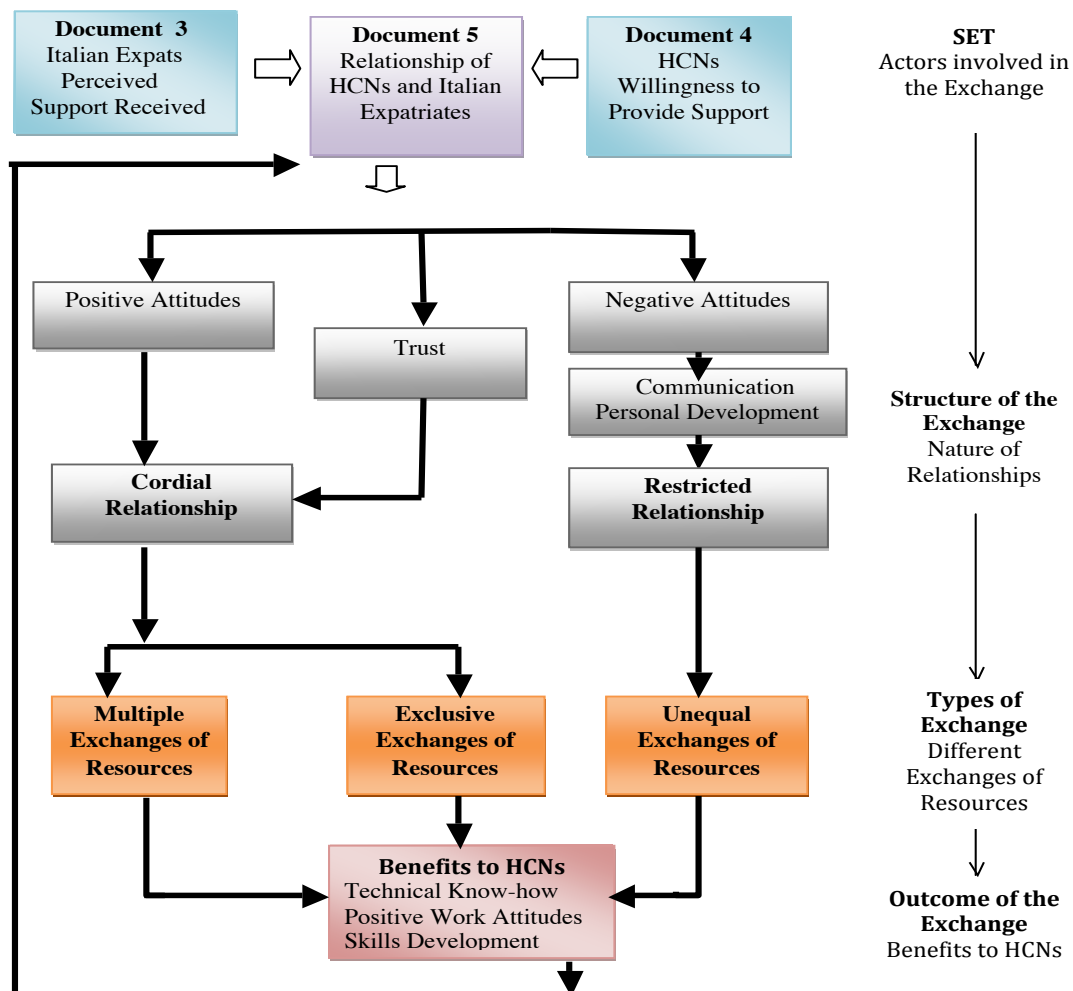 Document 3
Italian Expats
Perceived
Support Received
Document 5
Relationship of
HCNs and Italian
Expatriates
Document 4
HCNs
Willingness to
Provide Support
SET
Actors involved in
the Exchange
Positive Attitudes
Trust
Negative Attitudes
Communication
Personal Development
Structure of the
Exchange
Nature of
Relationships
Cordial
Relationship
Restricted
Relationship
Multiple
Exchanges of
Resources
Exclusive
Exchanges of
Resources
Unequal
Exchanges of
Resources
Types of
Exchange
Different
Exchanges of
Resources
Benefits to HCNs
Technical Know-how
Positive Work Attitudes
Skills Development
Outcome of the
Exchange
Benefits to HCNs